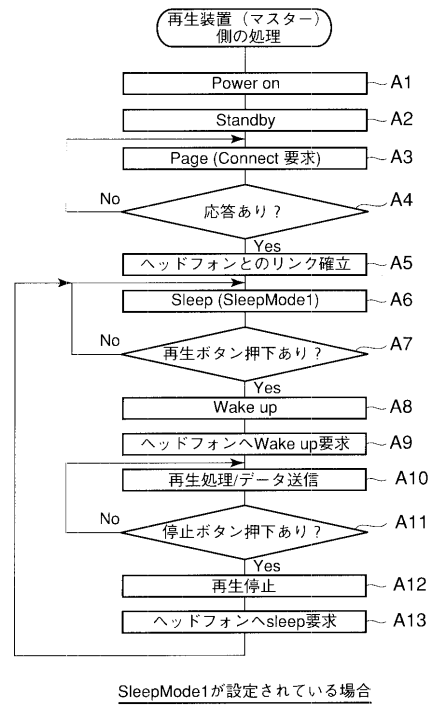 再生装置（マスター）
側の処理
Power on
A1
Standby
A2
Page (Connect 要求)
A3
応答あり？
A4
No
Yes
ヘッドフォンとのリンク確立
A5
Sleep (SleepMode1)
A6
再生ボタン押下あり？
A7
No
Yes
Wake up
A8
ヘッドフォンへWake up要求
A9
再生処理/データ送信
A10
停止ボタン押下あり？
A11
No
Yes
再生停止
A12
ヘッドフォンへsleep要求
A13
SleepMode1が設定されている場合